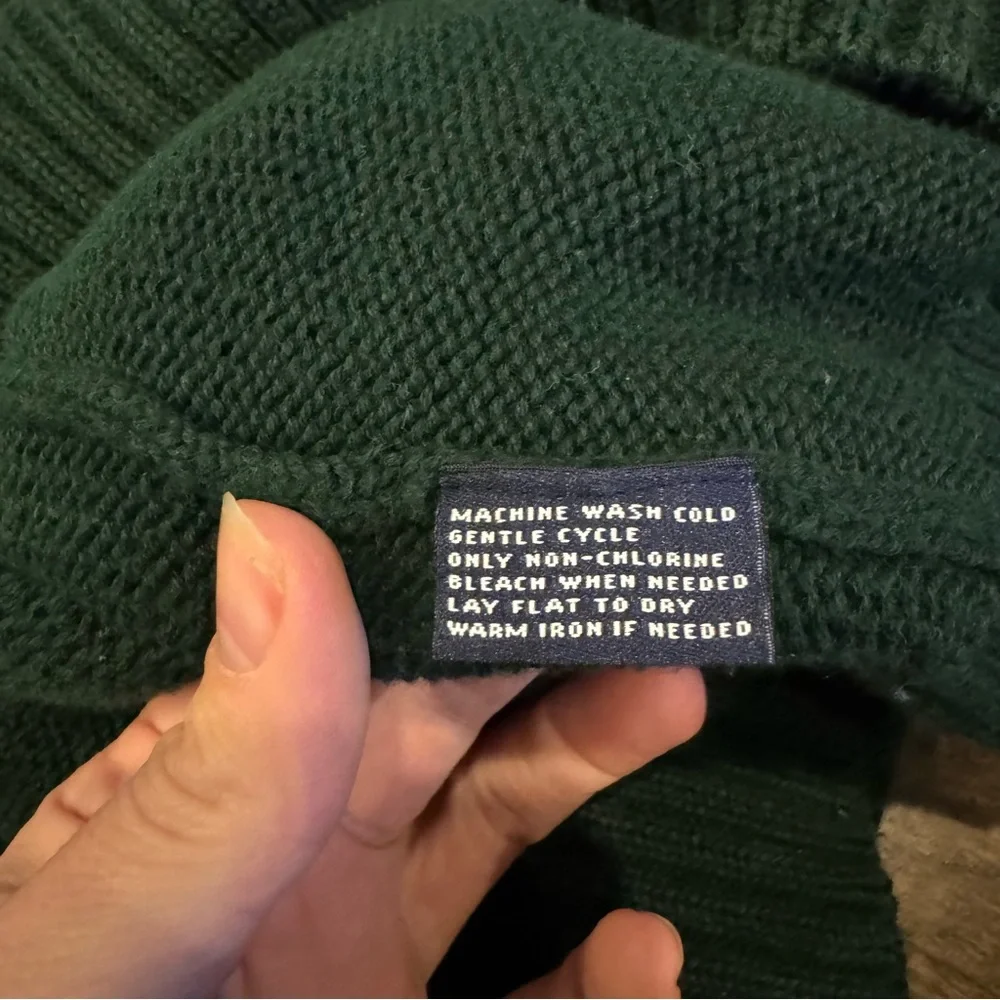 MACHINE WASH COLD
GENTLE CYCLE
ONLY NON-CHLORINE
BLEACH WHEN NEEDED
LAY FLAT TO DRY
WARM IRON IF NEEDED